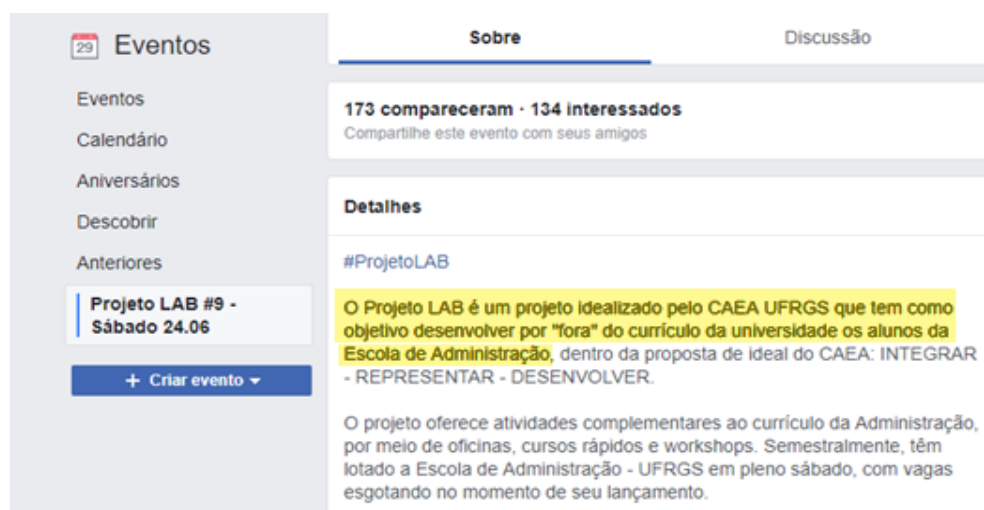 29 Eventos
Eventos
Calendário
Aniversários
Descobrir
Anteriores
Projeto LAB #9 -
Sábado 24.06
+ Criar evento
Sobre
Discussão
173 compareceram · 134 interessados
Compartilhe este evento com seus amigos
Detalhes
#ProjetoLAB
O Projeto LAB é um projeto idealizado pelo CAEA UFRGS que tem como
objetivo desenvolver por "fora" do currículo da universidade os alunos da
Escola de Administração, dentro da proposta de ideal do CAEA: INTEGRAR
- REPRESENTAR - DESENVOLVER.
O projeto oferece atividades complementares ao currículo da Administração,
por meio de oficinas, cursos rápidos e workshops. Semestralmente, têm
lotado a Escola de Administração - UFRGS em pleno sábado, com vagas
esgotando no momento de seu lançamento.